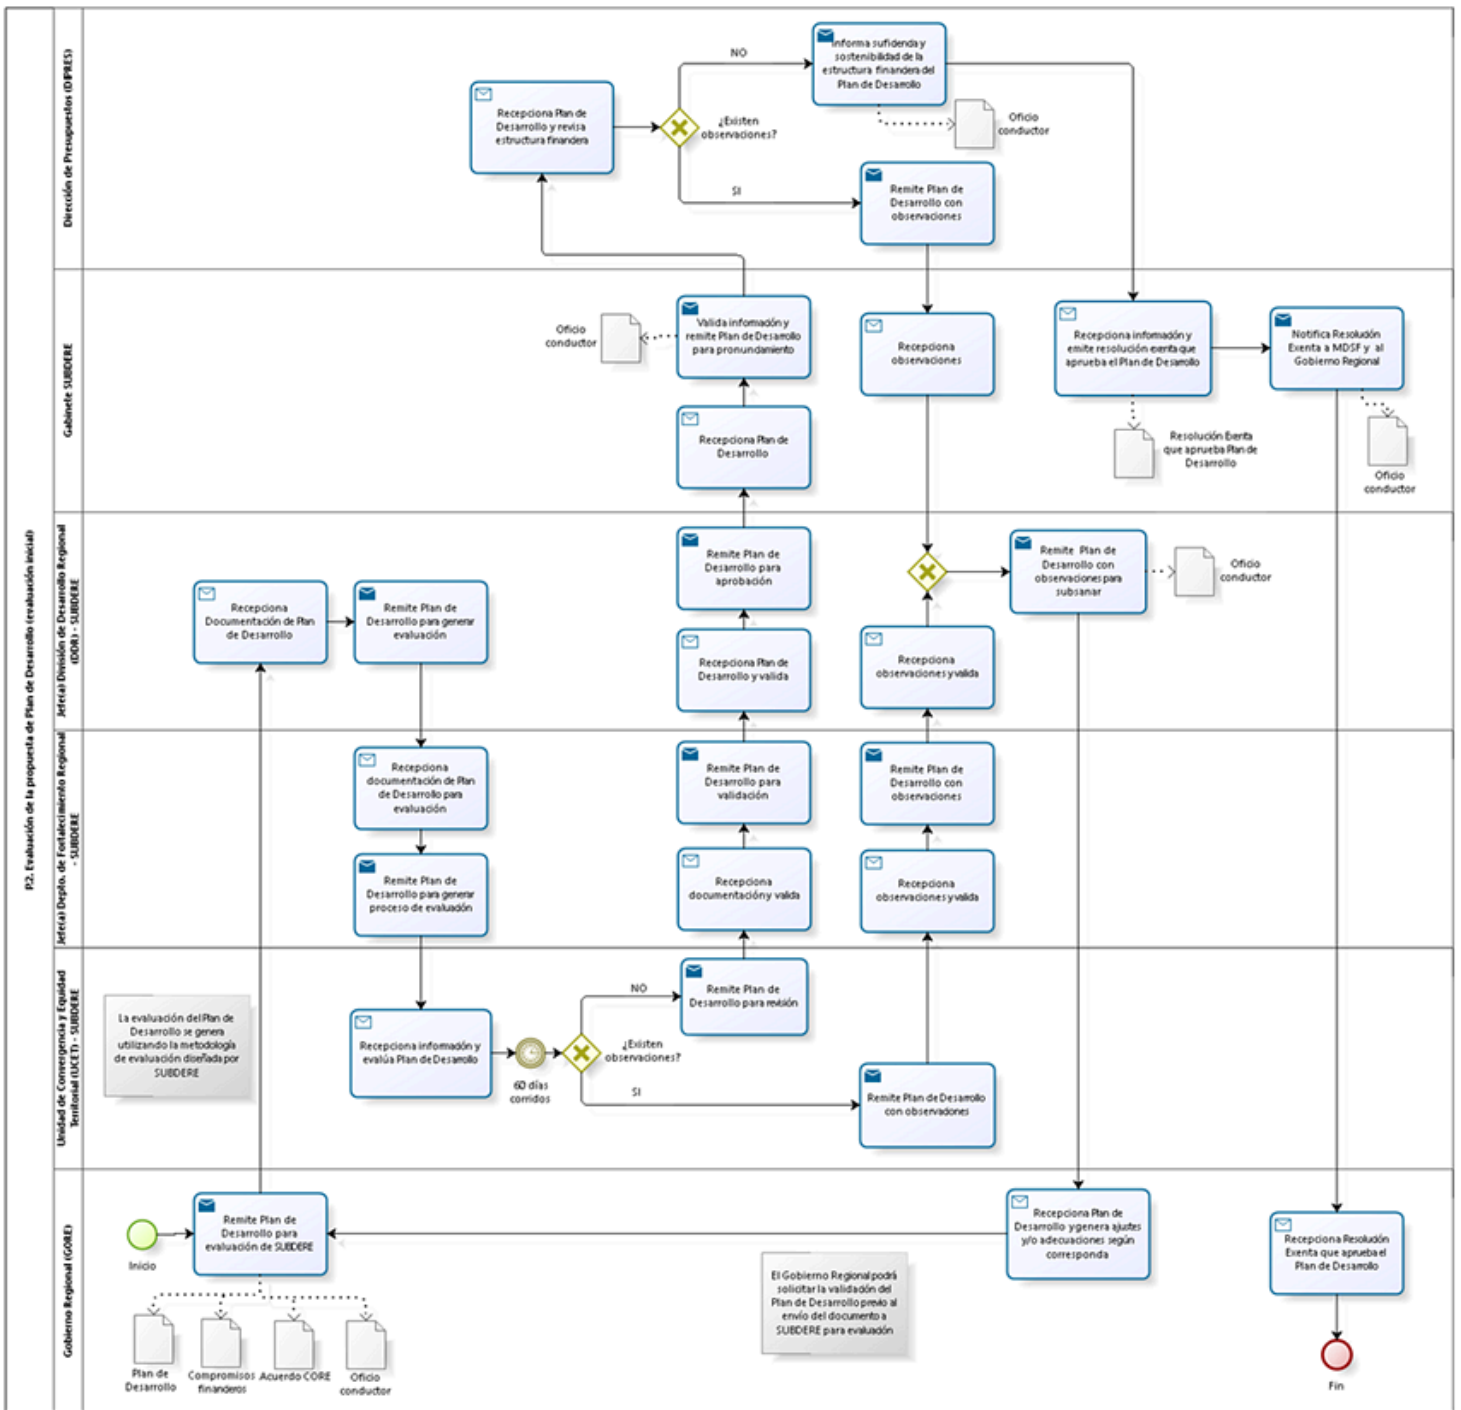 P.2. Evaluación de la propuesta de Plan de Desarrollo (evaluación inicial)
Dirección de Presupuestos (DIPRES)
Recepciona Plan de
Desarrollo y revisa
estructura financiera
¿Existen
observaciones?
NO
SI
Informa suficiencia y
sostenibilidad de la
estructura financiera del
Plan de Desarrollo
Oficio
conductor
Remite Plan de
Desarrollo con
observaciones
Gabinete SUBDERE
Oficio
conductor
Valida información y
remite Plan de Desarrollo
para pronunciamiento
Recepciona Plan de
Desarrollo
Recepciona
observaciones
Recepciona información y
emite resolución exenta que
aprueba el Plan de Desarrollo
Resolución Exenta
que aprueba Plan de
Desarrollo
Notifica Resolución
Exenta a MDSF y al
Gobierno Regional
Oficio
conductor
Jefe(a) División de Desarrollo Regional
(DDR) - SUBDERE
Recepciona
Documentación de Plan
de Desarrollo
Remite Plan de
Desarrollo para generar
evaluación
Remite Plan de
Desarrollo para
aprobación
Recepciona Plan de
Desarrollo y valida
Remite Plan de
Desarrollo con
observaciones para
subsanar
Oficio
conductor
Recepciona
observaciones y valida
Jefe(a) Depto. de Fortalecimiento Regional
- SUBDERE
Recepciona
documentación de Plan
de Desarrollo para
evaluación
Remite Plan de
Desarrollo para generar
proceso de evaluación
Remite Plan de
Desarrollo para
validación
Recepciona
documentación y valida
Remite Plan de
Desarrollo con
observaciones
Recepciona
observaciones y valida
Unidad de Convergencia y Equidad
Territorial (UCET) - SUBDERE
La evaluación del Plan de
Desarrollo se genera
utilizando la metodología
de evaluación diseñada por
SUBDERE
Recepciona información y
evalúa Plan de Desarrollo
60 días
corridos
¿Existen
observaciones?
NO
SI
Remite Plan de
Desarrollo para revisión
Remite Plan de Desarrollo
con observaciones
Gobierno Regional (GORE)
Inicio
Remite Plan de
Desarrollo para
evaluación de SUBDERE
Plan de
Desarrollo
Compromisos
financieros
Acuerdo CORE
Oficio
conductor
El Gobierno Regional podrá
solicitar la validación del
Plan de Desarrollo previo al
envío del documento a
SUBDERE para evaluación
Recepciona Plan de
Desarrollo y genera ajustes
y/o adecuaciones según
corresponda
Recepciona Resolución
Exenta que aprueba el
Plan de Desarrollo
Fin